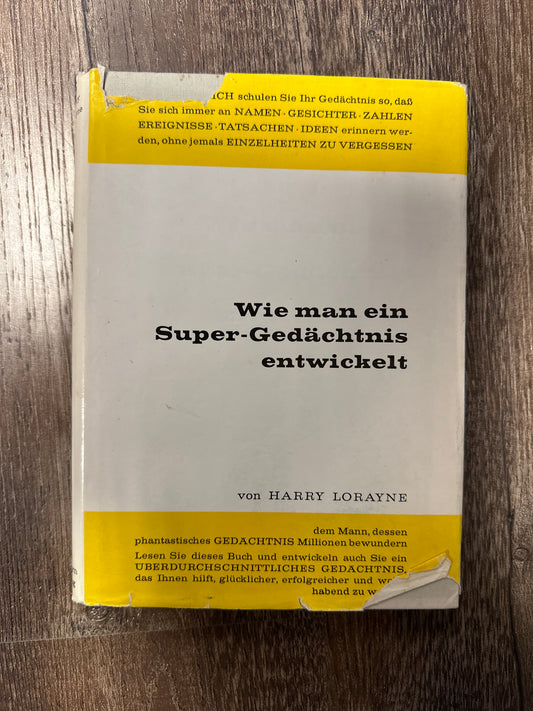 ICH schulen Sie Ihr Gedächtnis so, daß
Sie sich immer an NAMEN · GESICHTER · ZAHLEN
EREIGNISSE · TATSACHEN · IDEEN erinnern wer-
den, ohne jemals EINZELHEITEN ZU VERGESSEN
Wie man ein
Super-Gedächtnis
entwickelt
von HARRY LORAYNE
dem Mann, dessen
phantastisches GEDÄCHTNIS Millionen bewundern
Lesen Sie dieses Buch und entwickeln auch Sie ein
ÜBERDURCHSCHNITTLICHES GEDÄCHTNIS,
das Ihnen hilft, glücklicher, erfolgreicher und wo
habend zu w